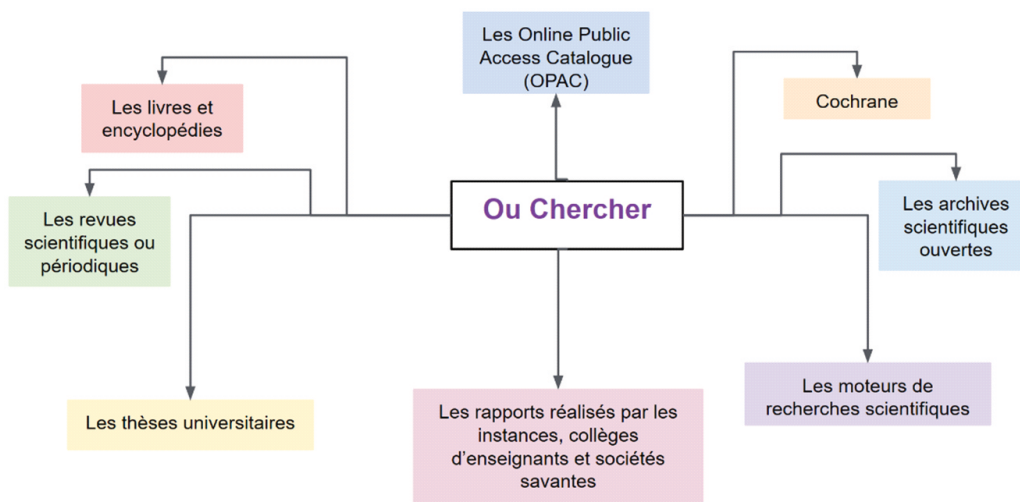 Les Online Public
Access Catalogue
(OPAC)
Les livres et
encyclopédies
Cochrane
Ou Chercher
Les revues
scientifiques ou
périodiques
Les archives
scientifiques
ouvertes
Les thèses universitaires
Les rapports réalisés par les
instances, collèges
d’enseignants et sociétés
savantes
Les moteurs de
recherches scientifiques